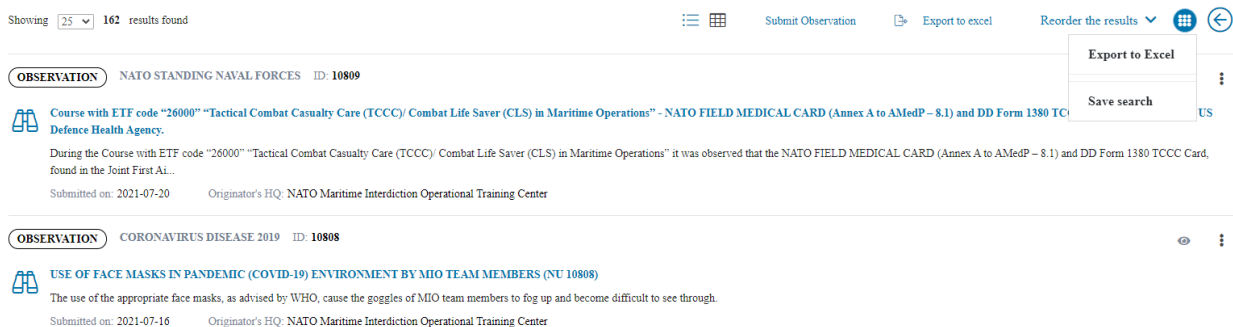 Showing 25 162 results found Submit Observation Export to excel Reorder the results
Export to Excel
Save search
OBSERVATION NATO STANDING NAVAL FORCES ID: 10809
Course with ETF code “26000” “Tactical Combat Casualty Care (TCCC)/ Combat Life Saver (CLS) in Maritime Operations” - NATO FIELD MEDICAL CARD (Annex A to AMedP – 8.1) and DD Form 1380 US
Defence Health Agency.
During the Course with ETF code “26000” “Tactical Combat Casualty Care (TCCC)/ Combat Life Saver (CLS) in Maritime Operations” it was observed that the NATO FIELD MEDICAL CARD (Annex A to AMedP – 8.1) and DD Form 1380 TCCC Card,
found in the Joint First Ai...
Submitted on: 2021-07-20 Originator's HQ: NATO Maritime Interdiction Operational Training Center
OBSERVATION CORONAVIRUS DISEASE 2019 ID: 10808
USE OF FACE MASKS IN PANDEMIC (COVID-19) ENVIRONMENT BY MIO TEAM MEMBERS (NU 10808)
The use of the appropriate face masks, as advised by WHO, cause the goggles of MIO team members to fog up and become difficult to see through.
Submitted on: 2021-07-16 Originator's HQ: NATO Maritime Interdiction Operational Training Center